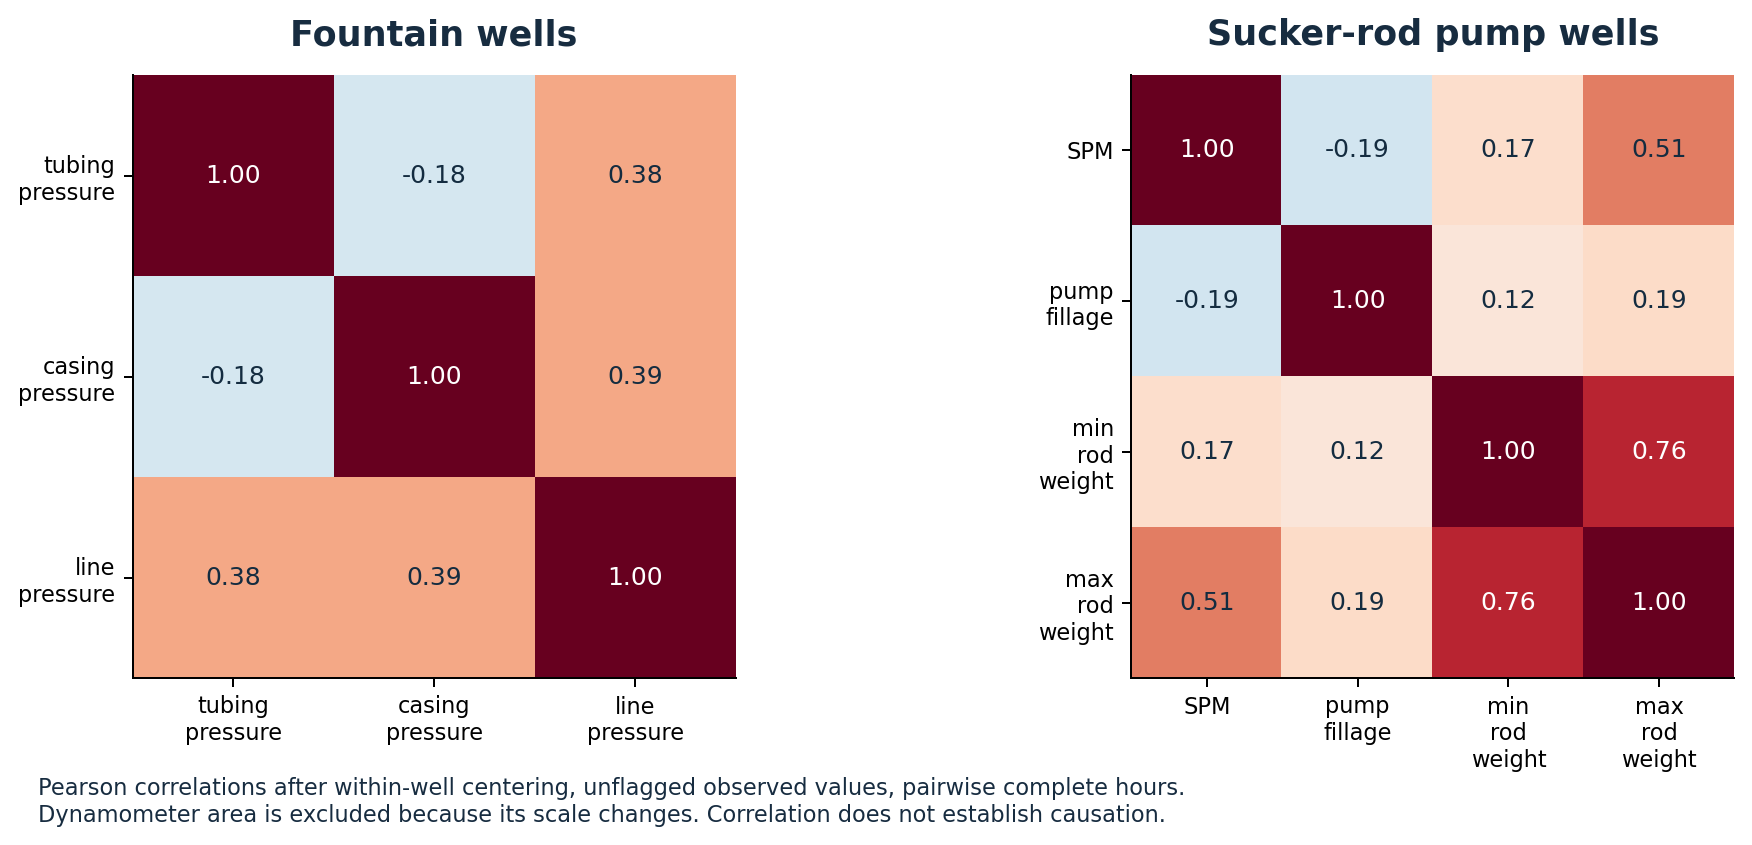 Fountain wells
tubing
pressure
1.00
-0.18
0.38
casing
pressure
-0.18
1.00
0.39
line
pressure
0.38
0.39
1.00
tubing
pressure
casing
pressure
line
pressure
Sucker-rod pump wells
SPM
1.00
-0.19
0.17
0.51
pump
fillage
-0.19
1.00
0.12
0.19
min
rod
weight
0.17
0.12
1.00
0.76
max
rod
weight
0.51
0.19
0.76
1.00
SPM
pump
fillage
min
rod
weight
max
rod
weight
Pearson correlations after within-well centering, unflagged observed values, pairwise complete hours.
Dynamometer area is excluded because its scale changes. Correlation does not establish causation.